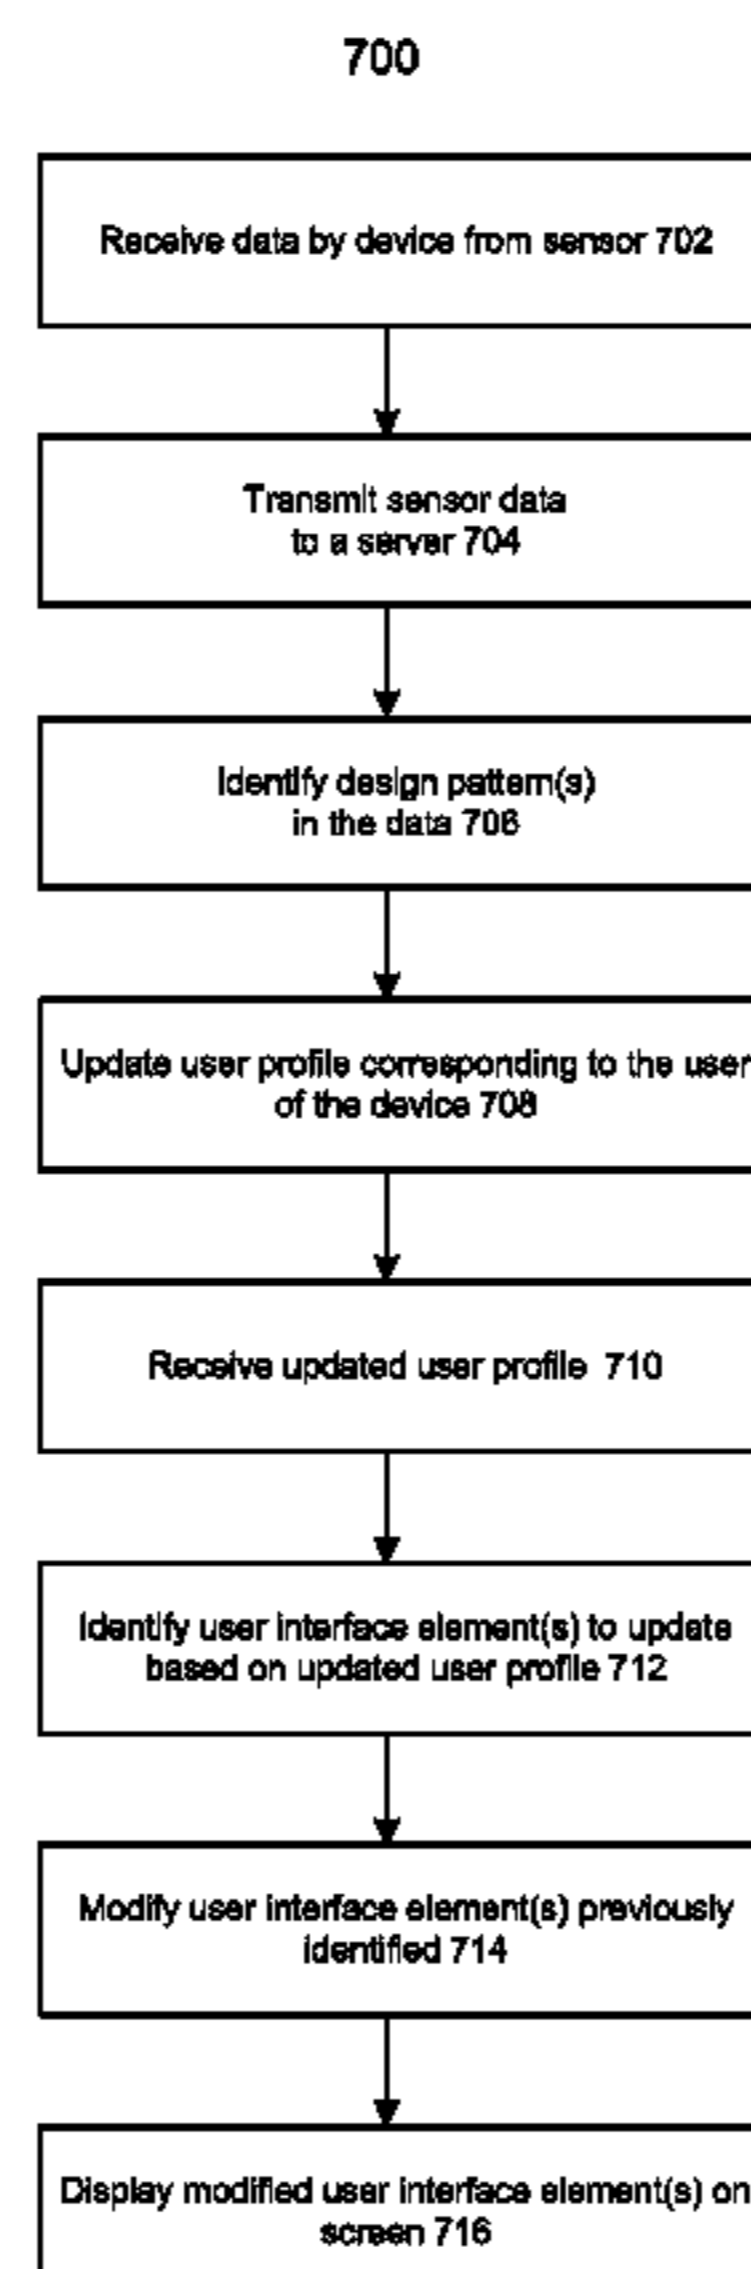 700
Receive data by device from sensor 702
Transmit sensor data
to a server 704
Identify design pattern(s)
in the data 706
Update user profile corresponding to the user
of the device 708
Receive updated user profile 710
Identify user interface element(s) to update
based on updated user profile 712
Modify user interface element(s) previously
identified 714
Display modified user interface element(s) on
screen 716